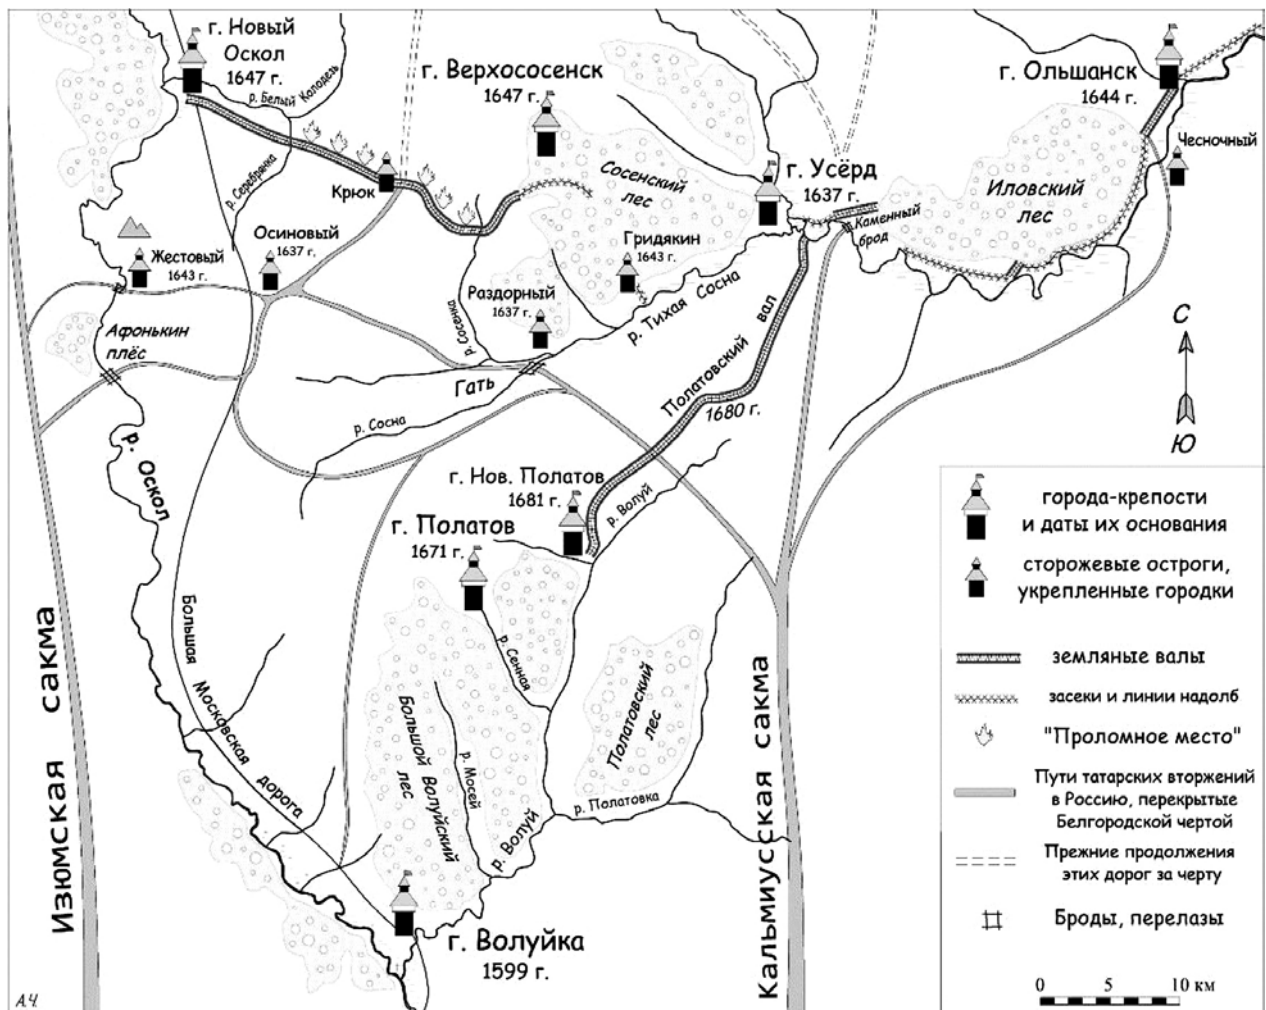 г. Новый
Оскол
1647 г.
р. Белый Колодезь
г. Верхососенск
1647 г.
г. Ольшанск
1644 г.
Чесночный
Крюк
р. Серебрянка
Сосенский
лес
г. Усёрд
1637 г.
Каменный
брод
Иловский
лес
Жестовый
1643 г.
Осиновый
1637 г.
Гридякин
1643 г.
Раздорный
1637 г.
р. Сосенка
р. Тихая Сосна
Афонькин
плёс
Гать
р. Сосна
Полатовский вал
1680 г.
С
Ю
р. Оскол
г. Нов. Полатов
1681 г.
р. Волуй
г. Полатов
1671 г.
р. Сенная
Большая Московская дорога
Изюмская сакма
Большой Волуйский
лес
р. Мосей
Полатовский
лес
р. Полатовка
р. Волуй
Кальмиусская сакма
г. Волуйка
1599 г.
города-крепости
и даты их основания
сторожевые остроги,
укрепленные городки
земляные валы
засеки и линии надолб
"Проломное место"
Пути татарских вторжений
в Россию, перекрытые
Белгородской чертой
Прежние продолжения
этих дорог за черту
Броды, перелазы
0 5 10 км
А.Ч.